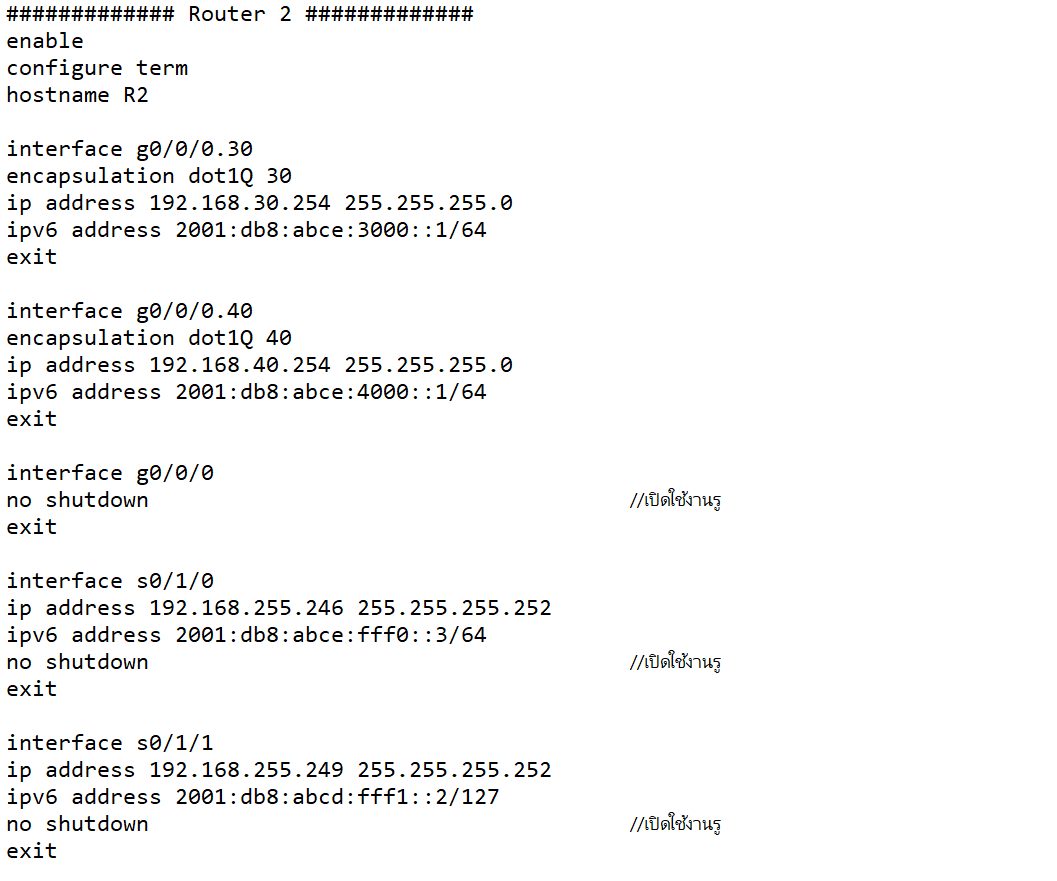 ############# Router 2 #############
enable
configure term
hostname R2
interface g0/0/0.30
encapsulation dot1Q 30
ip address 192.168.30.254 255.255.255.0
ipv6 address 2001:db8:abce:3000::1/64
exit
interface g0/0/0.40
encapsulation dot1Q 40
ip address 192.168.40.254 255.255.255.0
ipv6 address 2001:db8:abce:4000::1/64
exit
interface g0/0/0
no shutdown //เปิดใช้งานรู
exit
interface s0/1/0
ip address 192.168.255.246 255.255.255.252
ipv6 address 2001:db8:abce:fff0::3/64
no shutdown //เปิดใช้งานรู
exit
interface s0/1/1
ip address 192.168.255.249 255.255.255.252
ipv6 address 2001:db8:abcd:fff1::2/127
no shutdown //เปิดใช้งานรู
exit